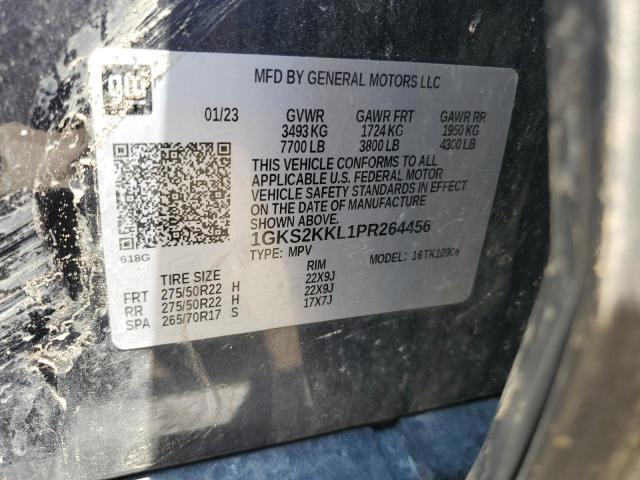 gm
MFD BY GENERAL MOTORS LLC
01/23 GVWR GAWR FRT GAWR RR
3493 KG 1724 KG 1950 KG
7700 LB 3800 LB 4300 LB
THIS VEHICLE CONFORMS TO ALL
APPLICABLE U.S. FEDERAL MOTOR
VEHICLE SAFETY STANDARDS IN EFFECT
ON THE DATE OF MANUFACTURE
SHOWN ABOVE.
1GKS2KKL1PR264456
TYPE: MPV MODEL: 16TK10906
618G
TIRE SIZE RIM
FRT 275/50R22 H 22X9J
RR 275/50R22 H 22X9J
SPA 265/70R17 S 17X7J